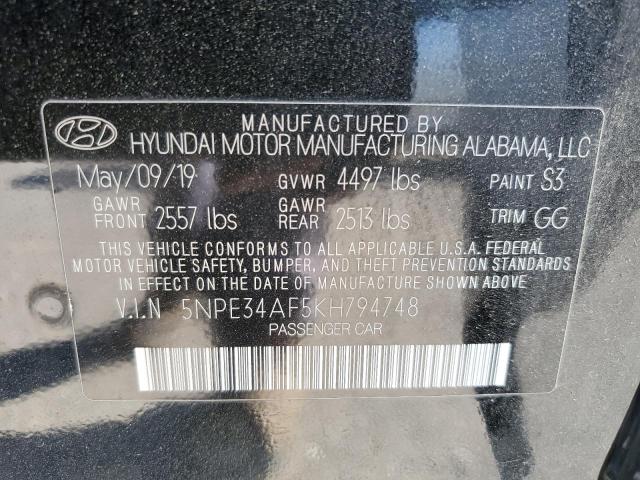 MANUFACTURED BY
HYUNDAI MOTOR MANUFACTURING ALABAMA, LLC
May/09/19 GVWR 4497 lbs PAINT S3
GAWR FRONT 2557 lbs GAWR REAR 2513 lbs TRIM GG
THIS VEHICLE CONFORMS TO ALL APPLICABLE U.S.A. FEDERAL
MOTOR VEHICLE SAFETY, BUMPER, AND THEFT PREVENTION STANDARDS
IN EFFECT ON THE DATE OF MANUFACTURE SHOWN ABOVE.
V.I.N 5NPE34AF5KH794748
PASSENGER CAR